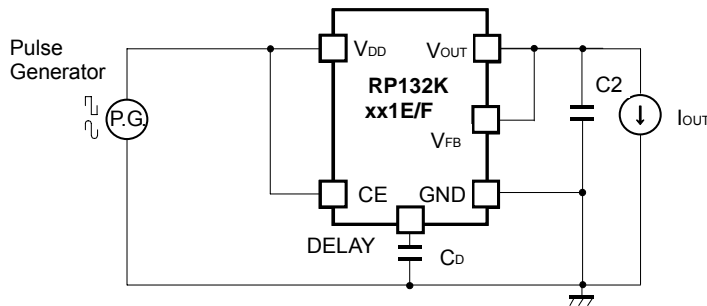 Pulse
Generator
P.G.
VDD
VOUT
RP132K
xx1E/F
VFB
CE
GND
DELAY
CD
C2
IOUT